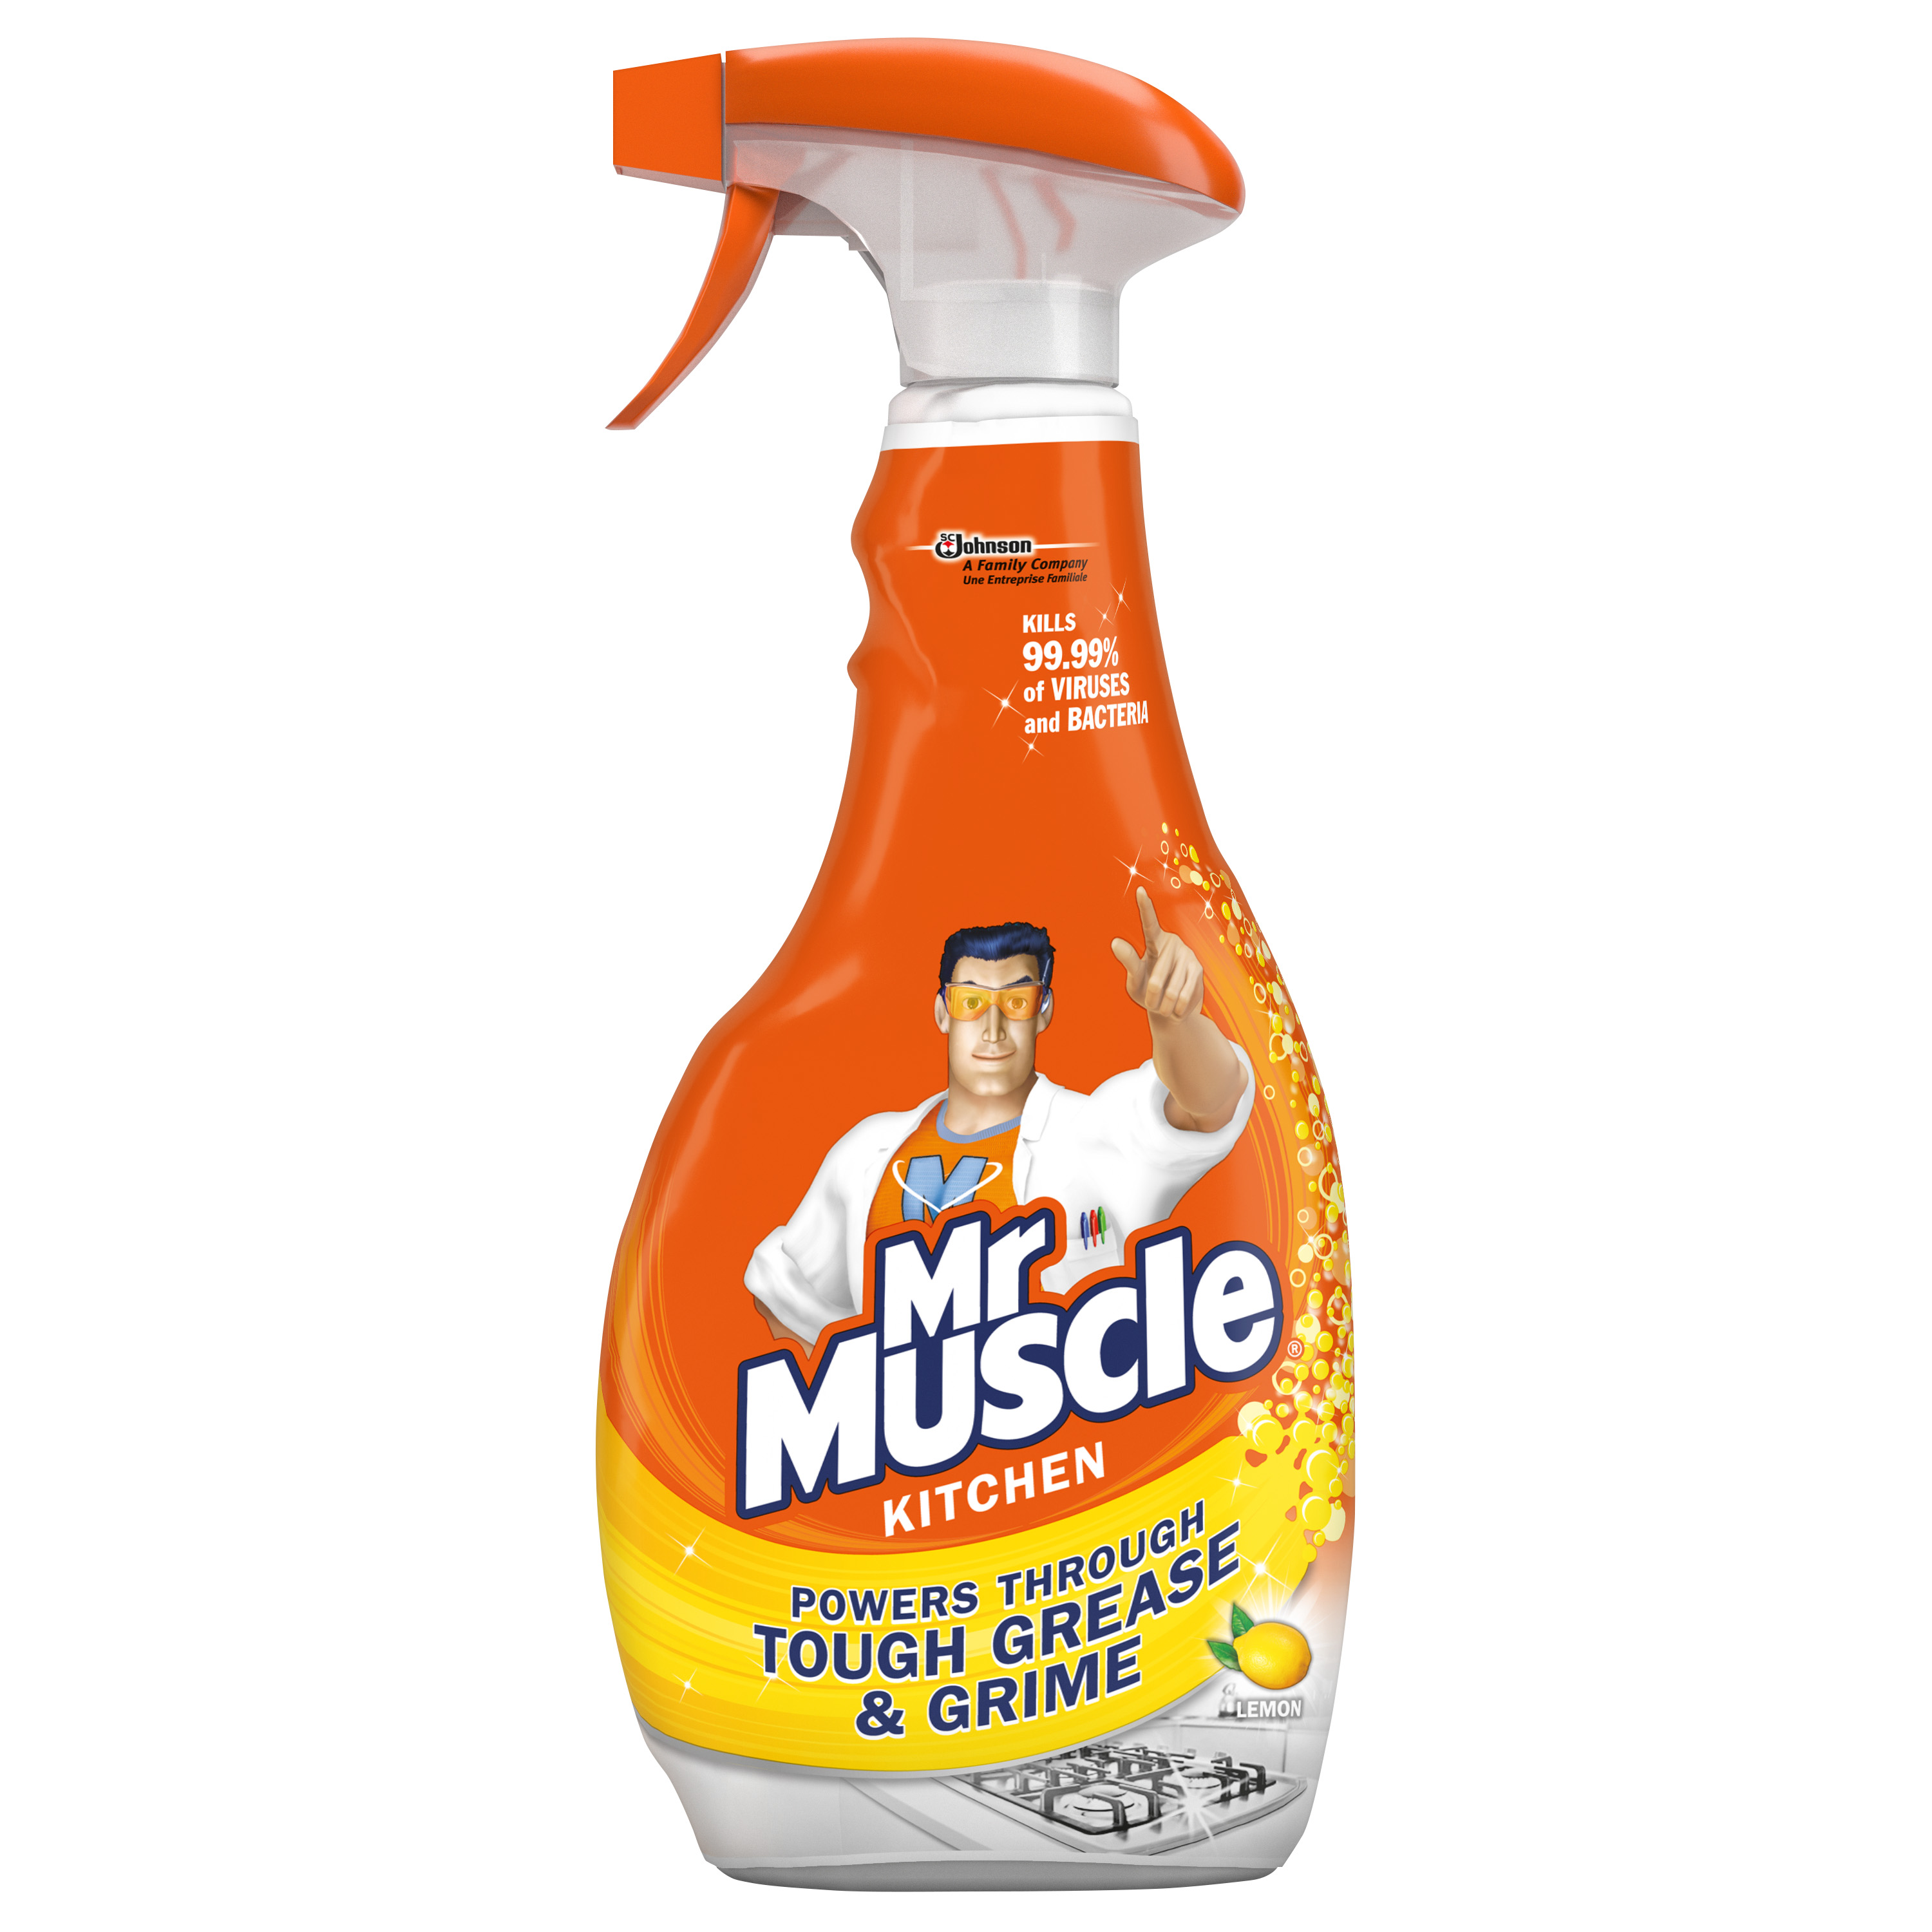 SC Johnson
A Family Company
Une Entreprise Familiale
KILLS
99.99%
of VIRUSES
and BACTERIA
M
Mr
Muscle
®
KITCHEN
POWERS THROUGH
TOUGH GREASE
& GRIME
LEMON